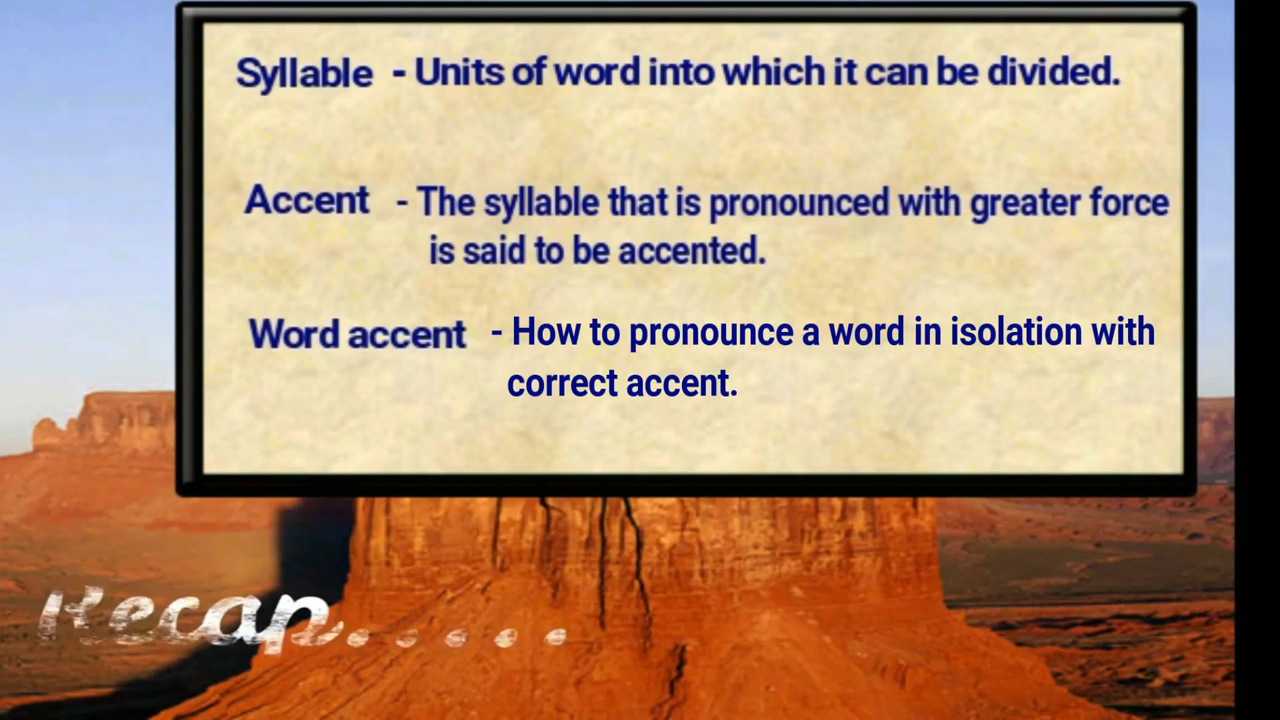 Syllable - Units of word into which it can be divided.
Accent - The syllable that is pronounced with greater force
is said to be accented.
Word accent - How to pronounce a word in isolation with
correct accent.
Recap......